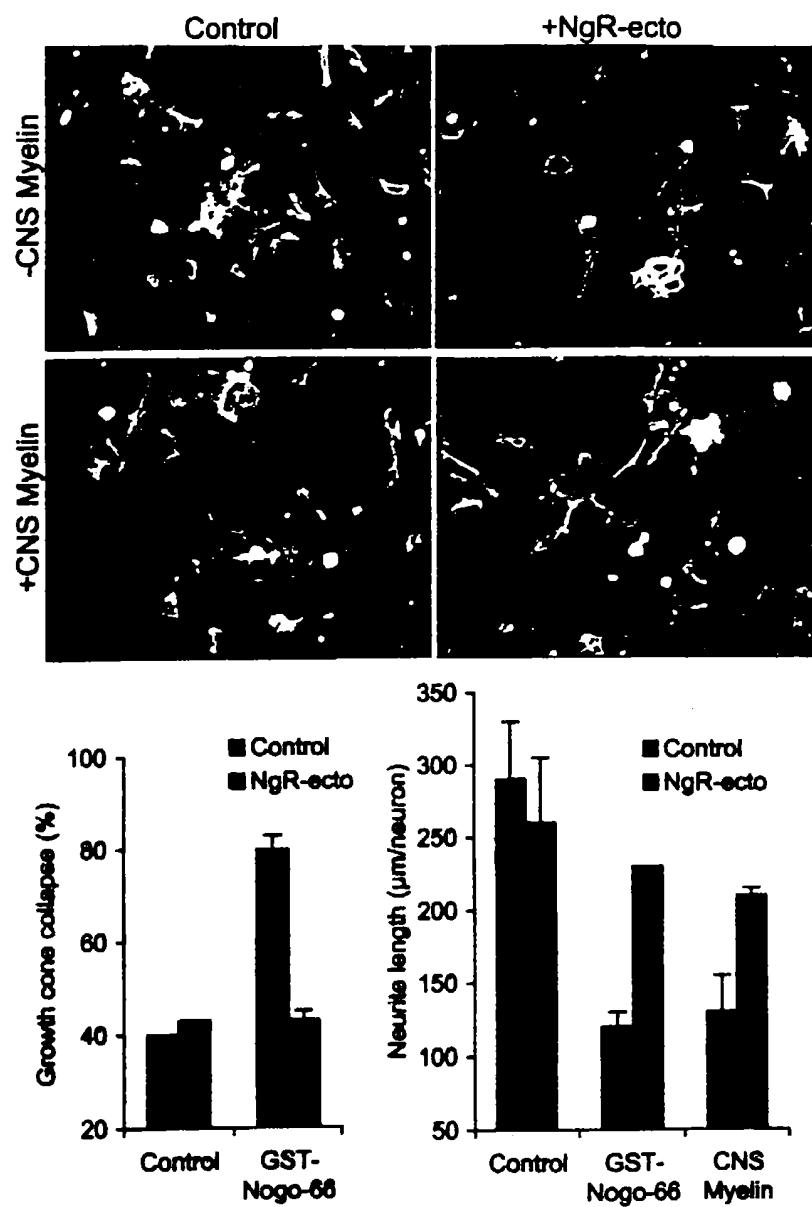 Control
+NgR-ecto
-CNS Myelin
+CNS Myelin
Growth cone collapse (%)
100
80
60
40
20
Control
NgR-ecto
Control
GST-
Nogo-66
Neurite length (µm/neuron)
350
300
250
200
150
100
50
Control
NgR-ecto
Control
GST-
Nogo-66
CNS
Myelin